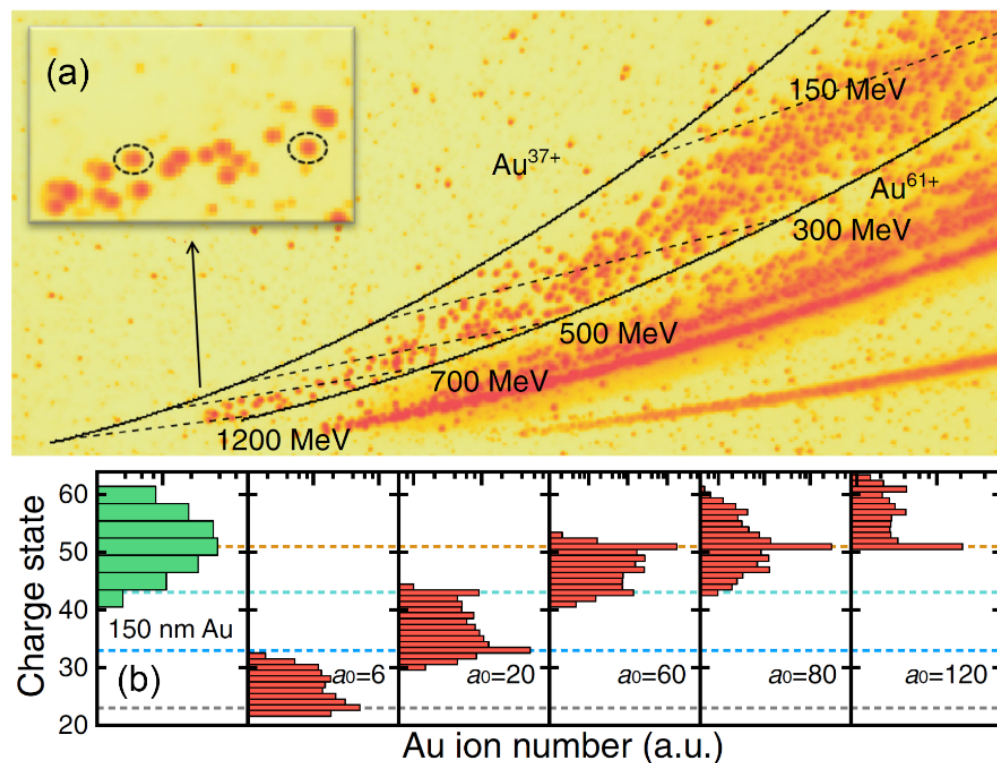 (a)
150 MeV
Au37+
Au61+
300 MeV
500 MeV
700 MeV
1200 MeV
60
50
40
30
20
Charge state
150 nm Au
(b)
a0=6
a0=20
a0=60
a0=80
a0=120
Au ion number (a.u.)